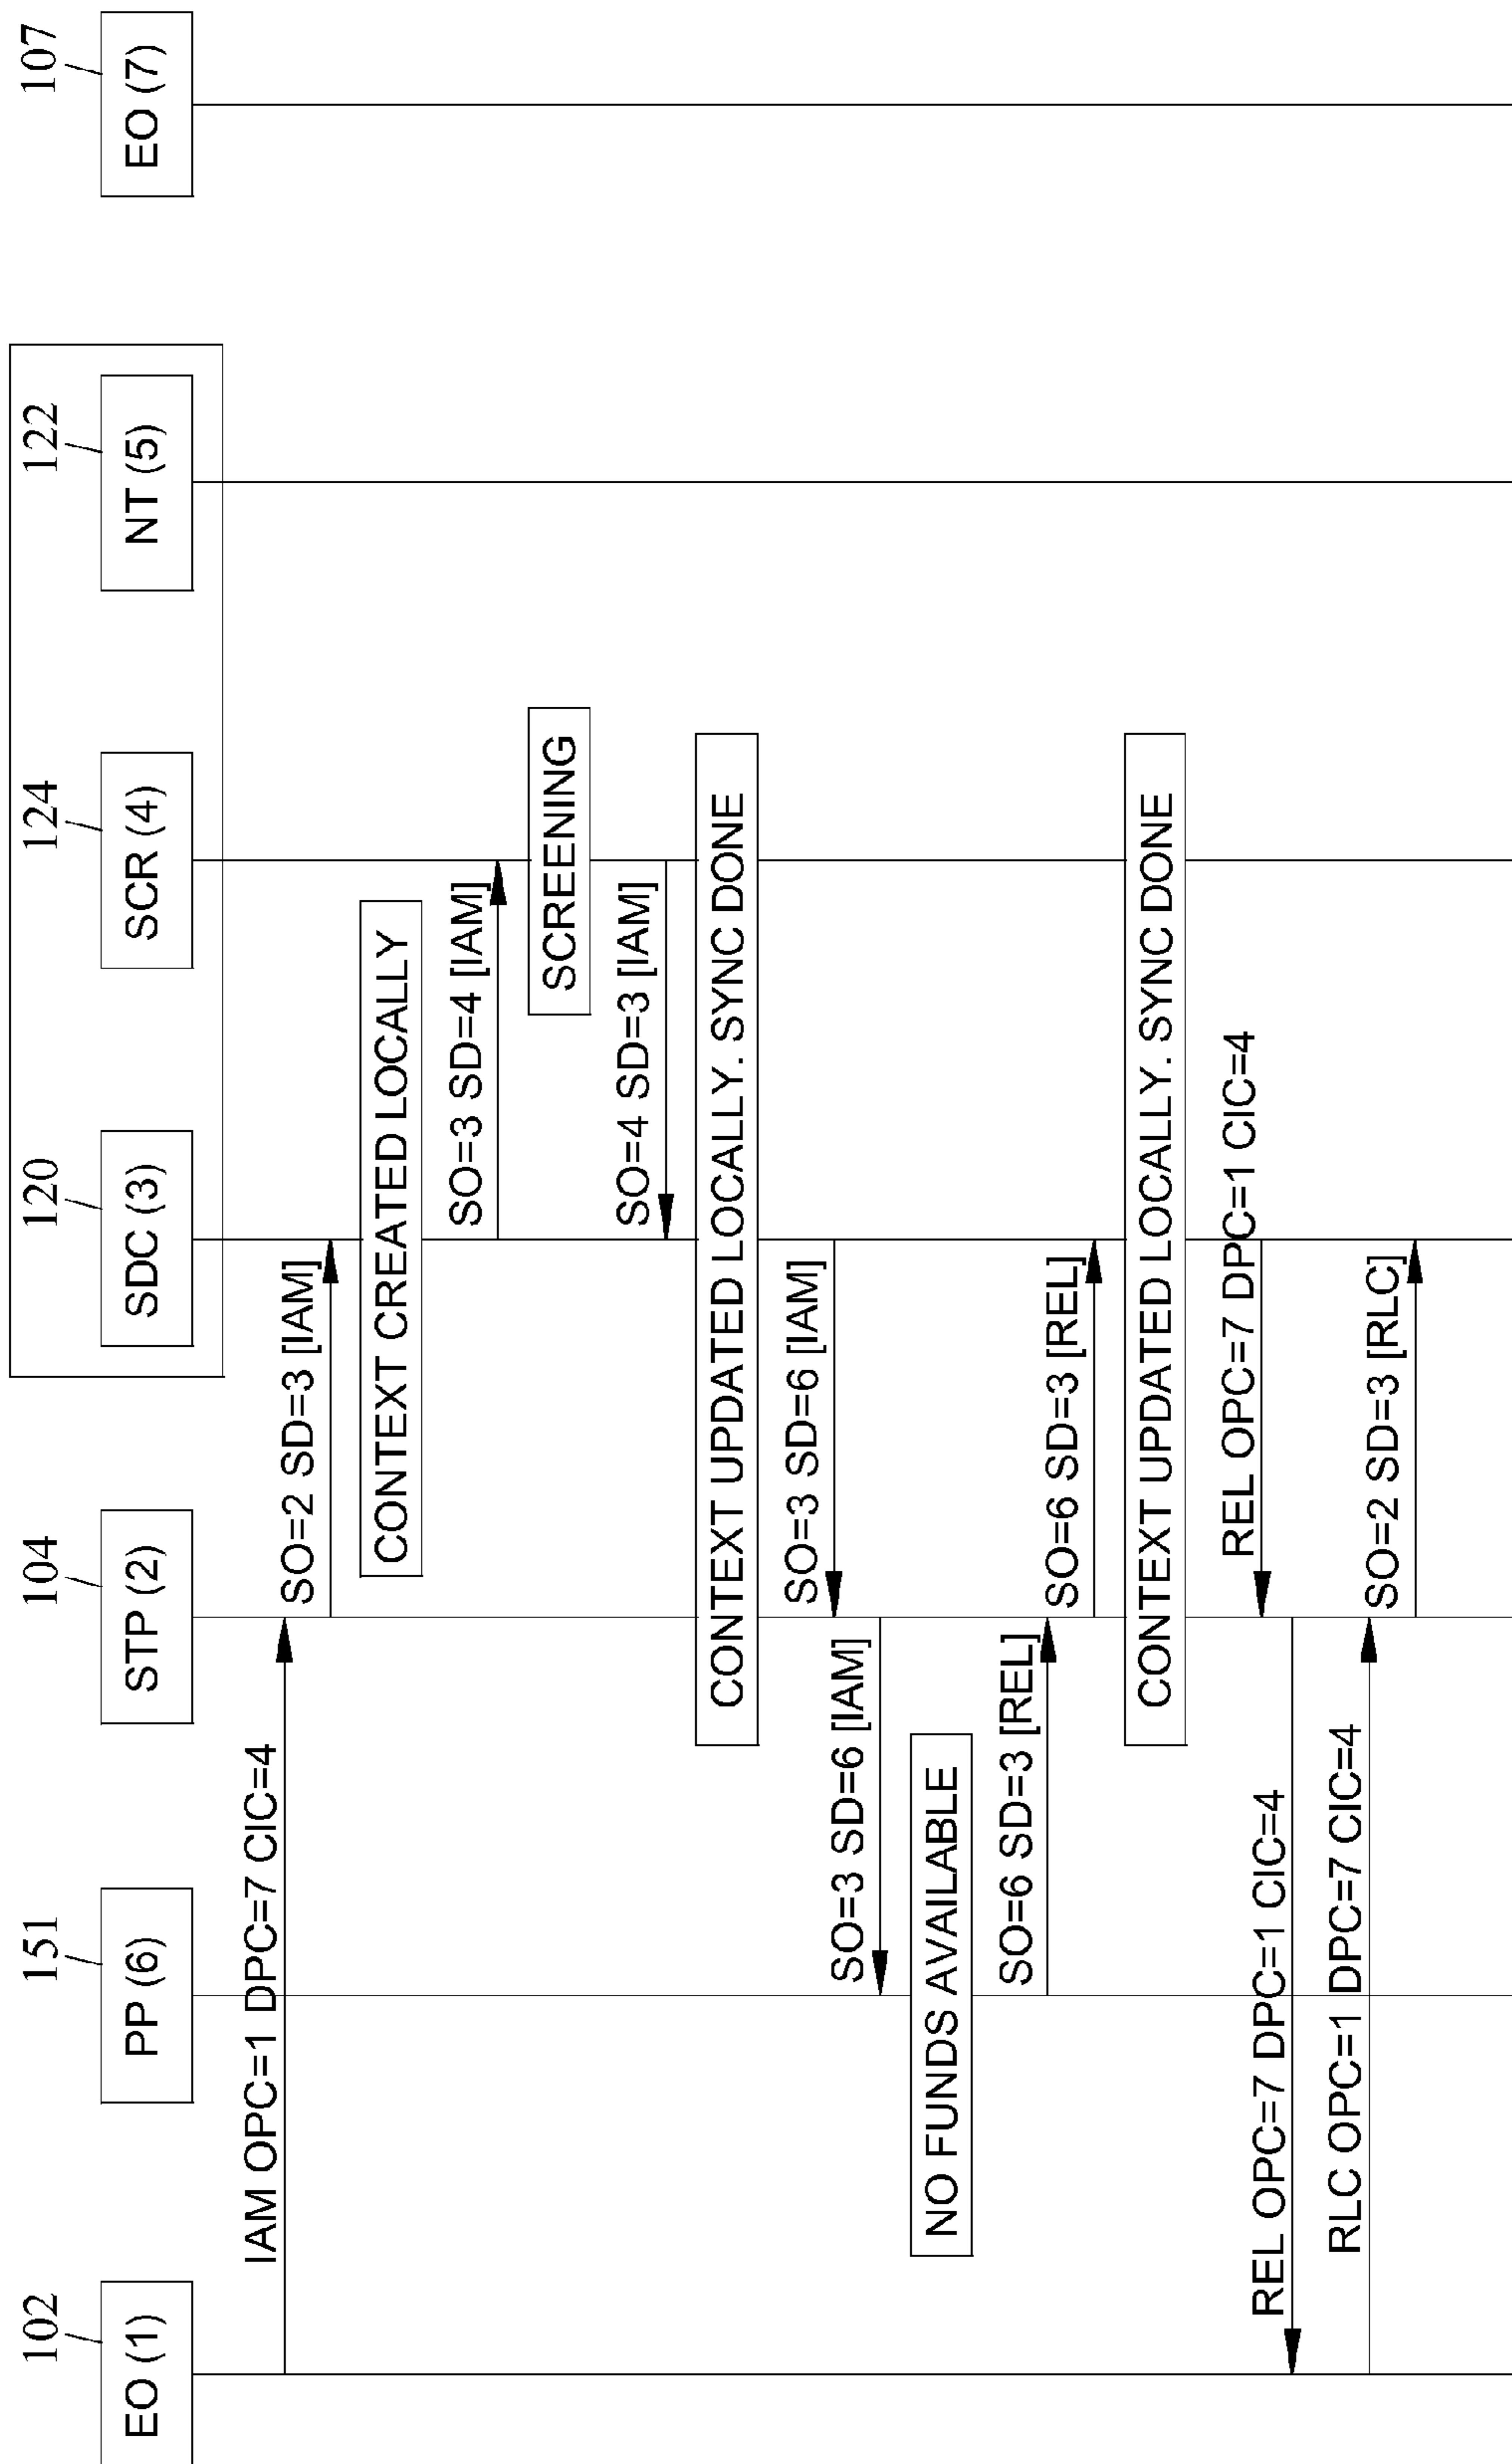 102
151
104
120
124
122
107
EO (1)
PP (6)
STP (2)
SDC (3)
SCR (4)
NT (5)
EO (7)
IAM OPC=1 DPC=7 CIC=4
SO=2 SD=3 [IAM]
CONTEXT CREATED LOCALLY
SO=3 SD=4 [IAM]
SCREENING
SO=4 SD=3 [IAM]
CONTEXT UPDATED LOCALLY. SYNC DONE
SO=3 SD=6 [IAM]
SO=3 SD=6 [IAM]
NO FUNDS AVAILABLE
SO=6 SD=3 [REL]
SO=6 SD=3 [REL]
CONTEXT UPDATED LOCALLY. SYNC DONE
REL OPC=7 DPC=1 CIC=4
REL OPC=7 DPC=1 CIC=4
RLC OPC=1 DPC=7 CIC=4
SO=2 SD=3 [RLC]